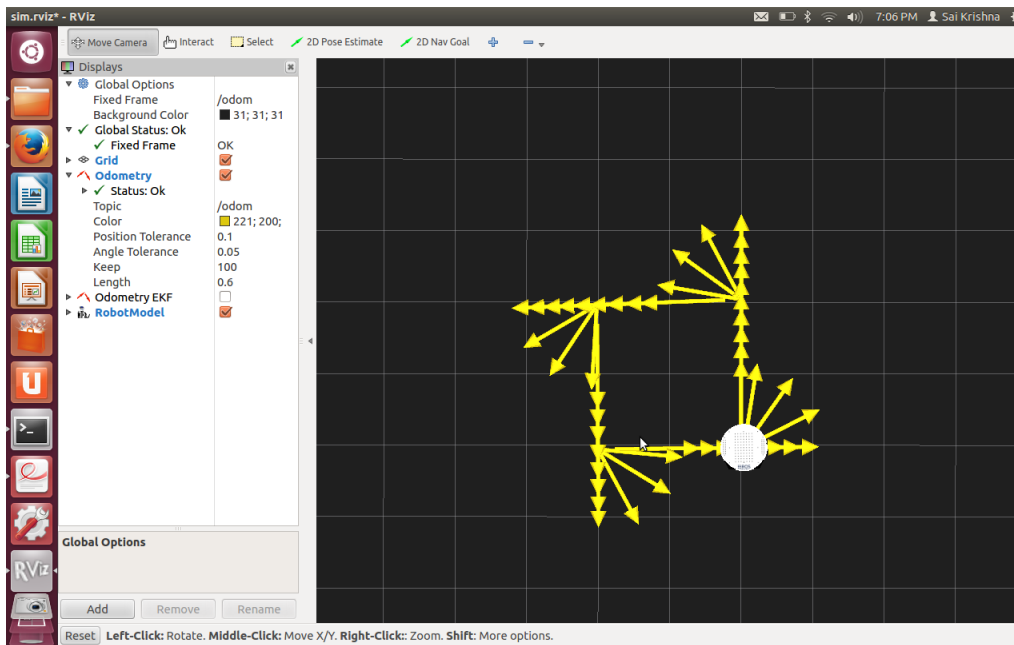 sim.rviz* - RViz
7:06 PM Sai Krishna
Move Camera Interact Select 2D Pose Estimate 2D Nav Goal
Displays
Global Options
Fixed Frame /odom
Background Color 31; 31; 31
Global Status: Ok
Fixed Frame OK
Grid
Odometry
Status: Ok
Topic /odom
Color 221; 200;
Position Tolerance 0.1
Angle Tolerance 0.05
Keep 100
Length 0.6
Odometry EKF
RobotModel
Global Options
RViz
Add Remove Rename
Reset Left-Click: Rotate. Middle-Click: Move X/Y. Right-Click:: Zoom. Shift: More options.